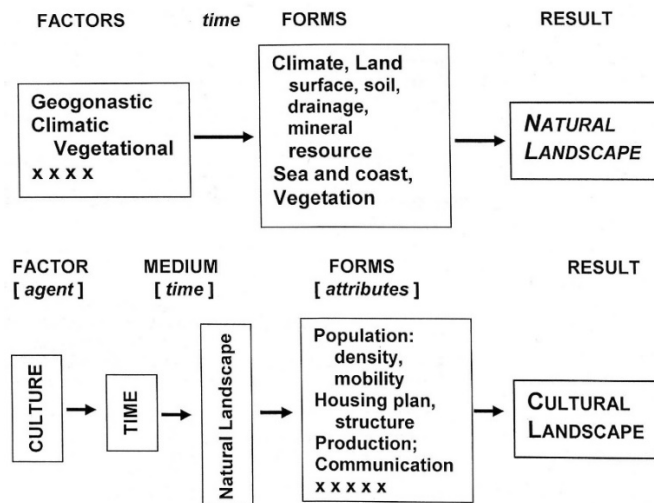 FACTORS time FORMS RESULT
Geogonastic
Climatic
Vegetational
x x x x
Climate, Land
surface, soil,
drainage,
mineral
resource
Sea and coast,
Vegetation
NATURAL
LANDSCAPE
FACTOR MEDIUM FORMS RESULT
[ agent ] [ time ] [ attributes ]
CULTURE
TIME
Natural Landscape
Population:
density,
mobility
Housing plan,
structure
Production;
Communication
x x x x x
CULTURAL
LANDSCAPE